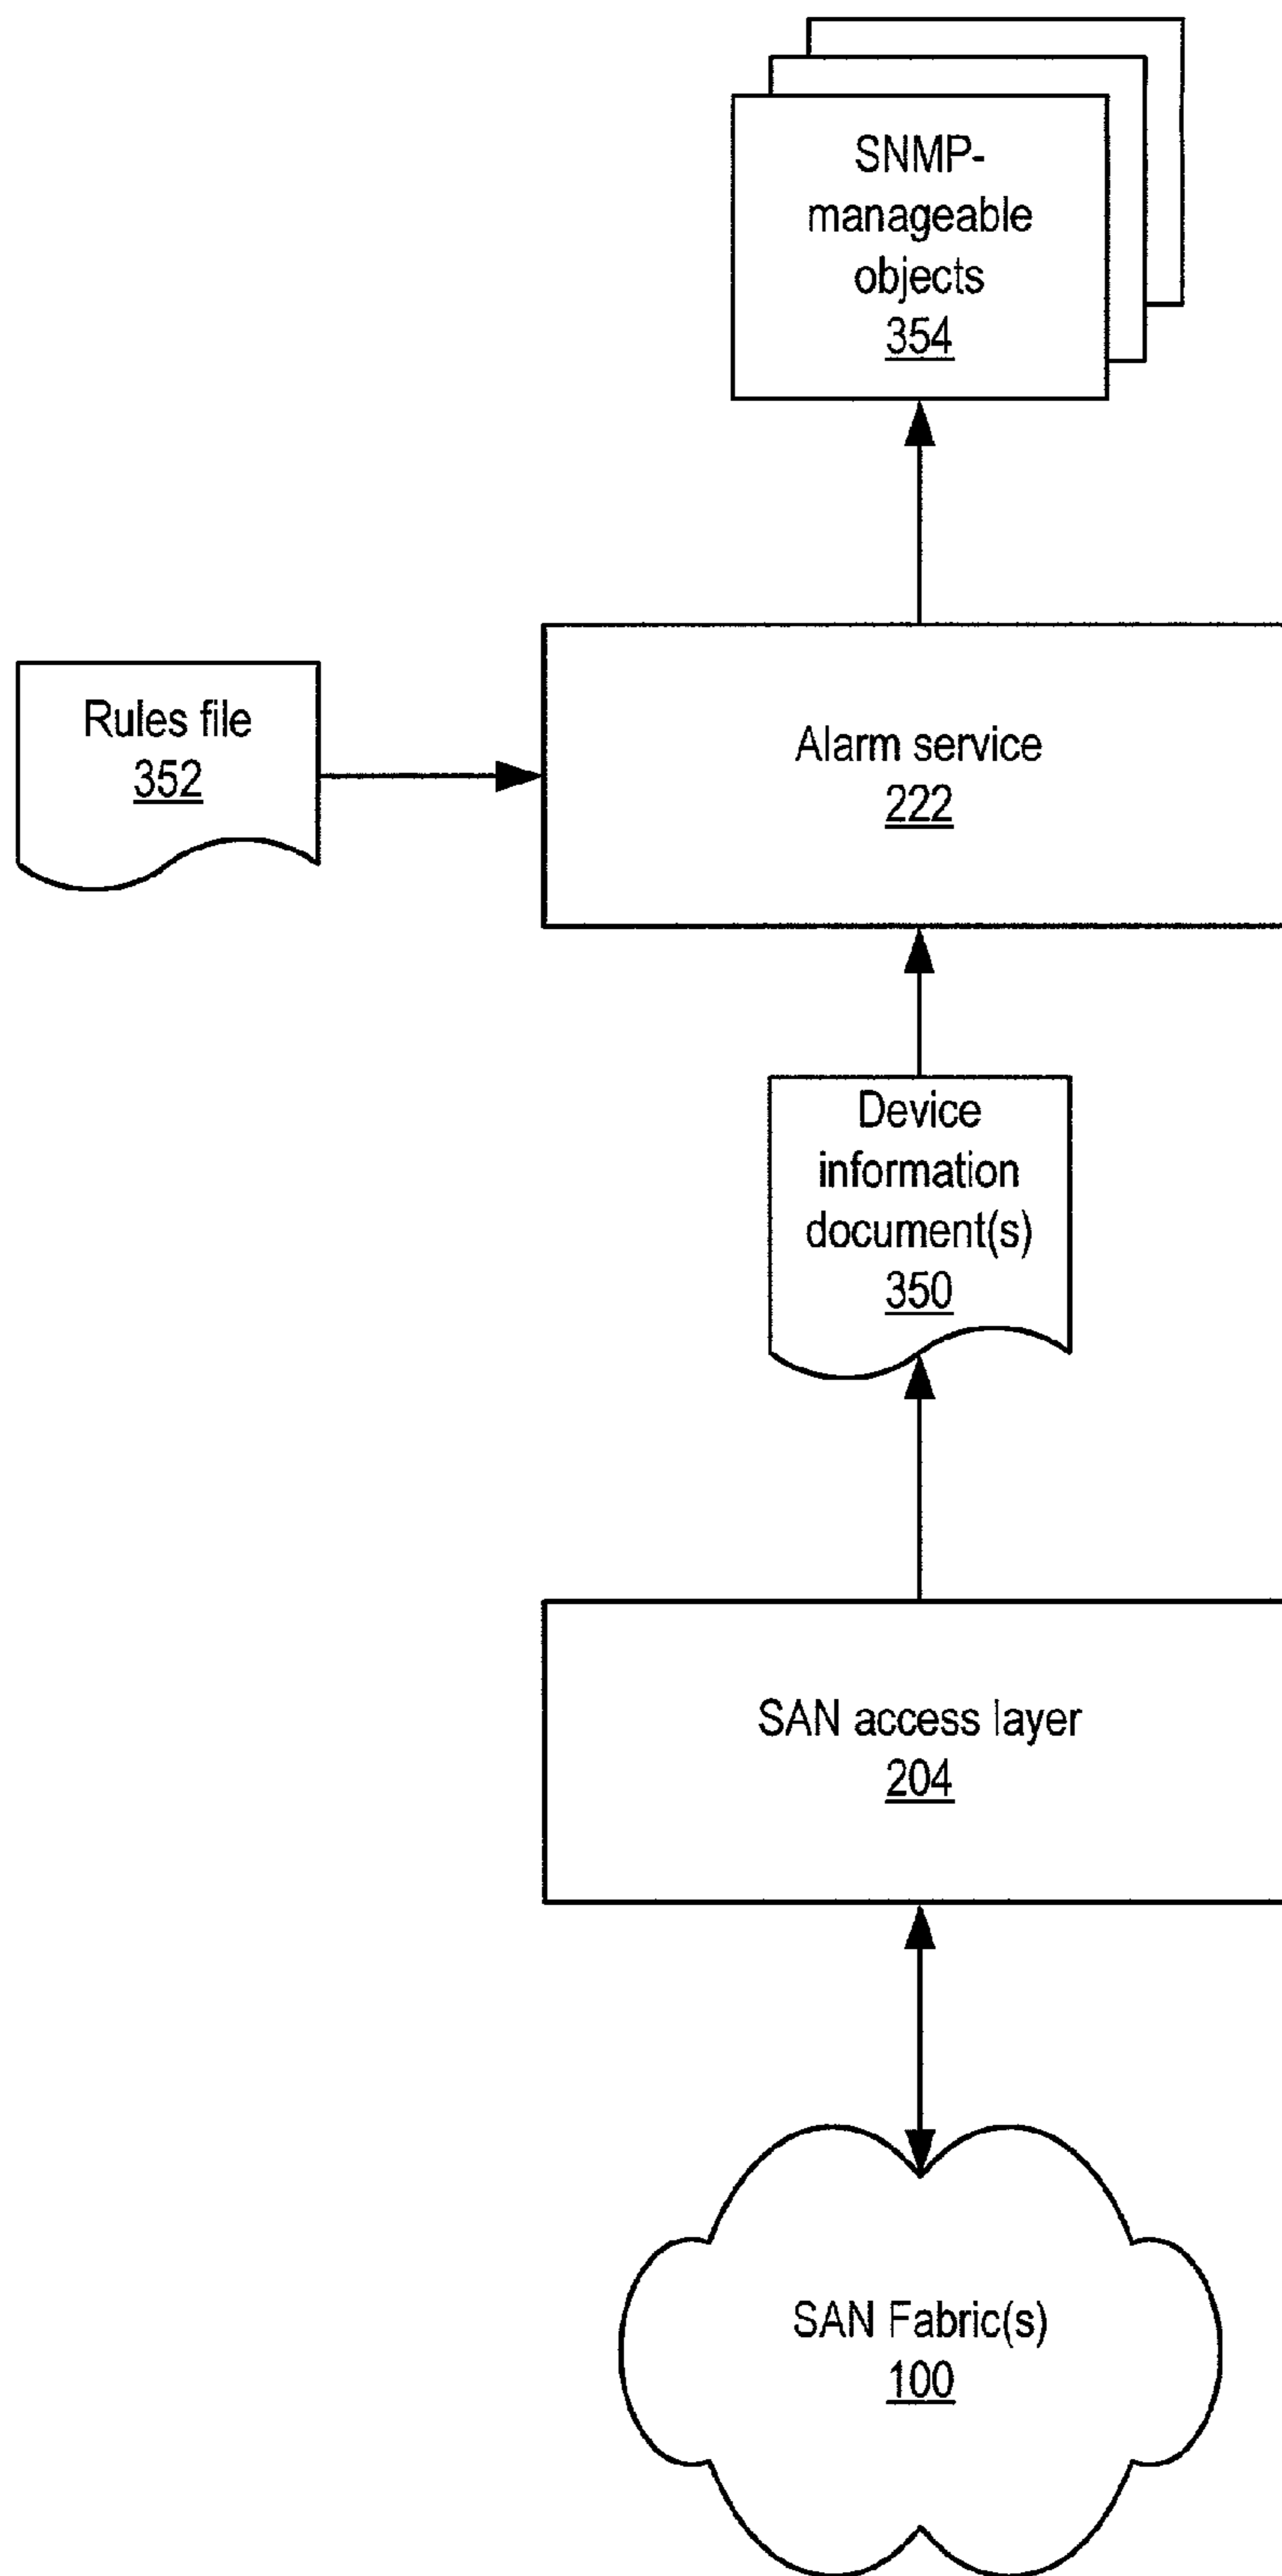 SNMP-
manageable
objects
354
Rules file
352
Alarm service
222
Device
information
document(s)
350
SAN access layer
204
SAN Fabric(s)
100